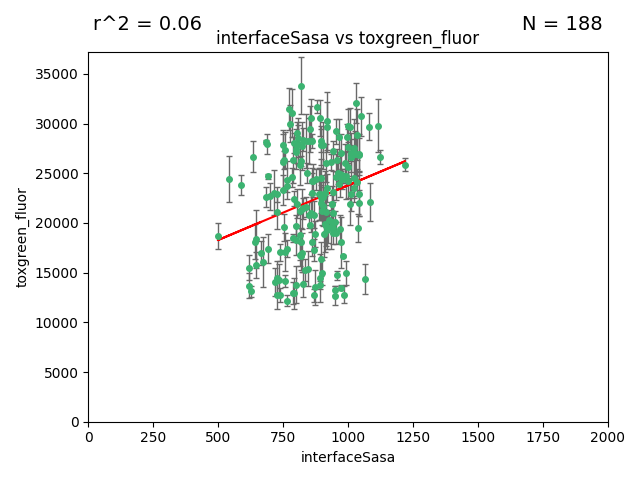 r^2 = 0.06
N = 188
interfaceSasa vs toxgreen_fluor
35000
30000
25000
20000
15000
10000
5000
0
toxgreen_fluor
0 250 500 750 1000 1250 1500 1750 2000
interfaceSasa